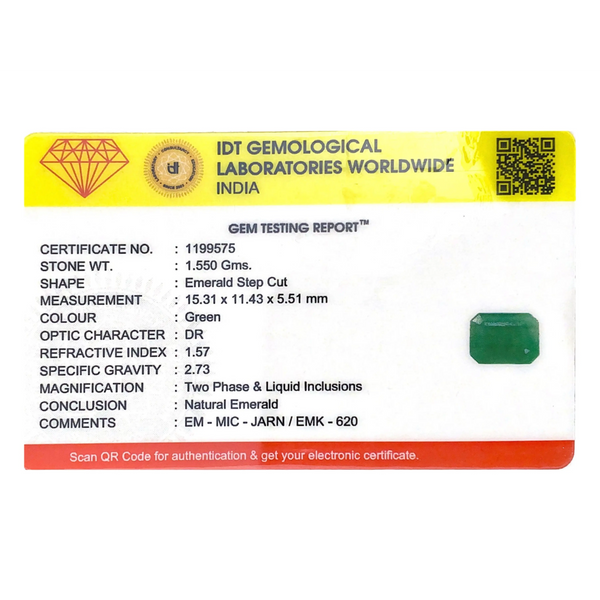 IDT GEMOLOGICAL
LABORATORIES WORLDWIDE
INDIA
GEM TESTING REPORT™
CERTIFICATE NO. : 1199575
STONE WT. : 1.550 Gms.
SHAPE : Emerald Step Cut
MEASUREMENT : 15.31 x 11.43 x 5.51 mm
COLOUR : Green
OPTIC CHARACTER : DR
REFRACTIVE INDEX : 1.57
SPECIFIC GRAVITY : 2.73
MAGNIFICATION : Two Phase & Liquid Inclusions
CONCLUSION : Natural Emerald
COMMENTS : EM - MIC - JARN / EMK - 620
Scan QR Code for authentication & get your electronic certificate.